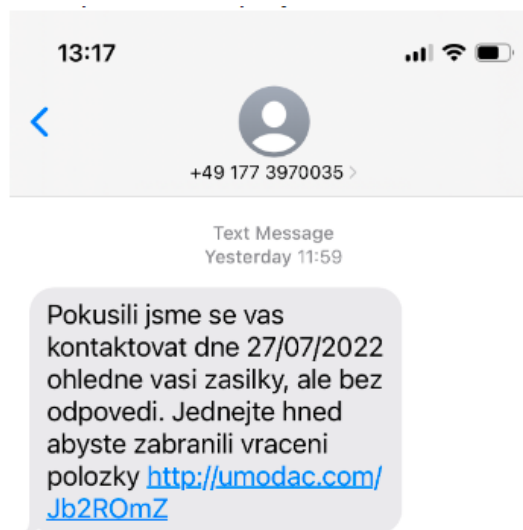 13:17
+49 177 3970035
Text Message
Yesterday 11:59
Pokusili jsme se vas
kontaktovat dne 27/07/2022
ohledne vasi zasilky, ale bez
odpovedi. Jednejte hned
abyste zabranili vraceni
polozky http://umodac.com/
Jb2ROmZ